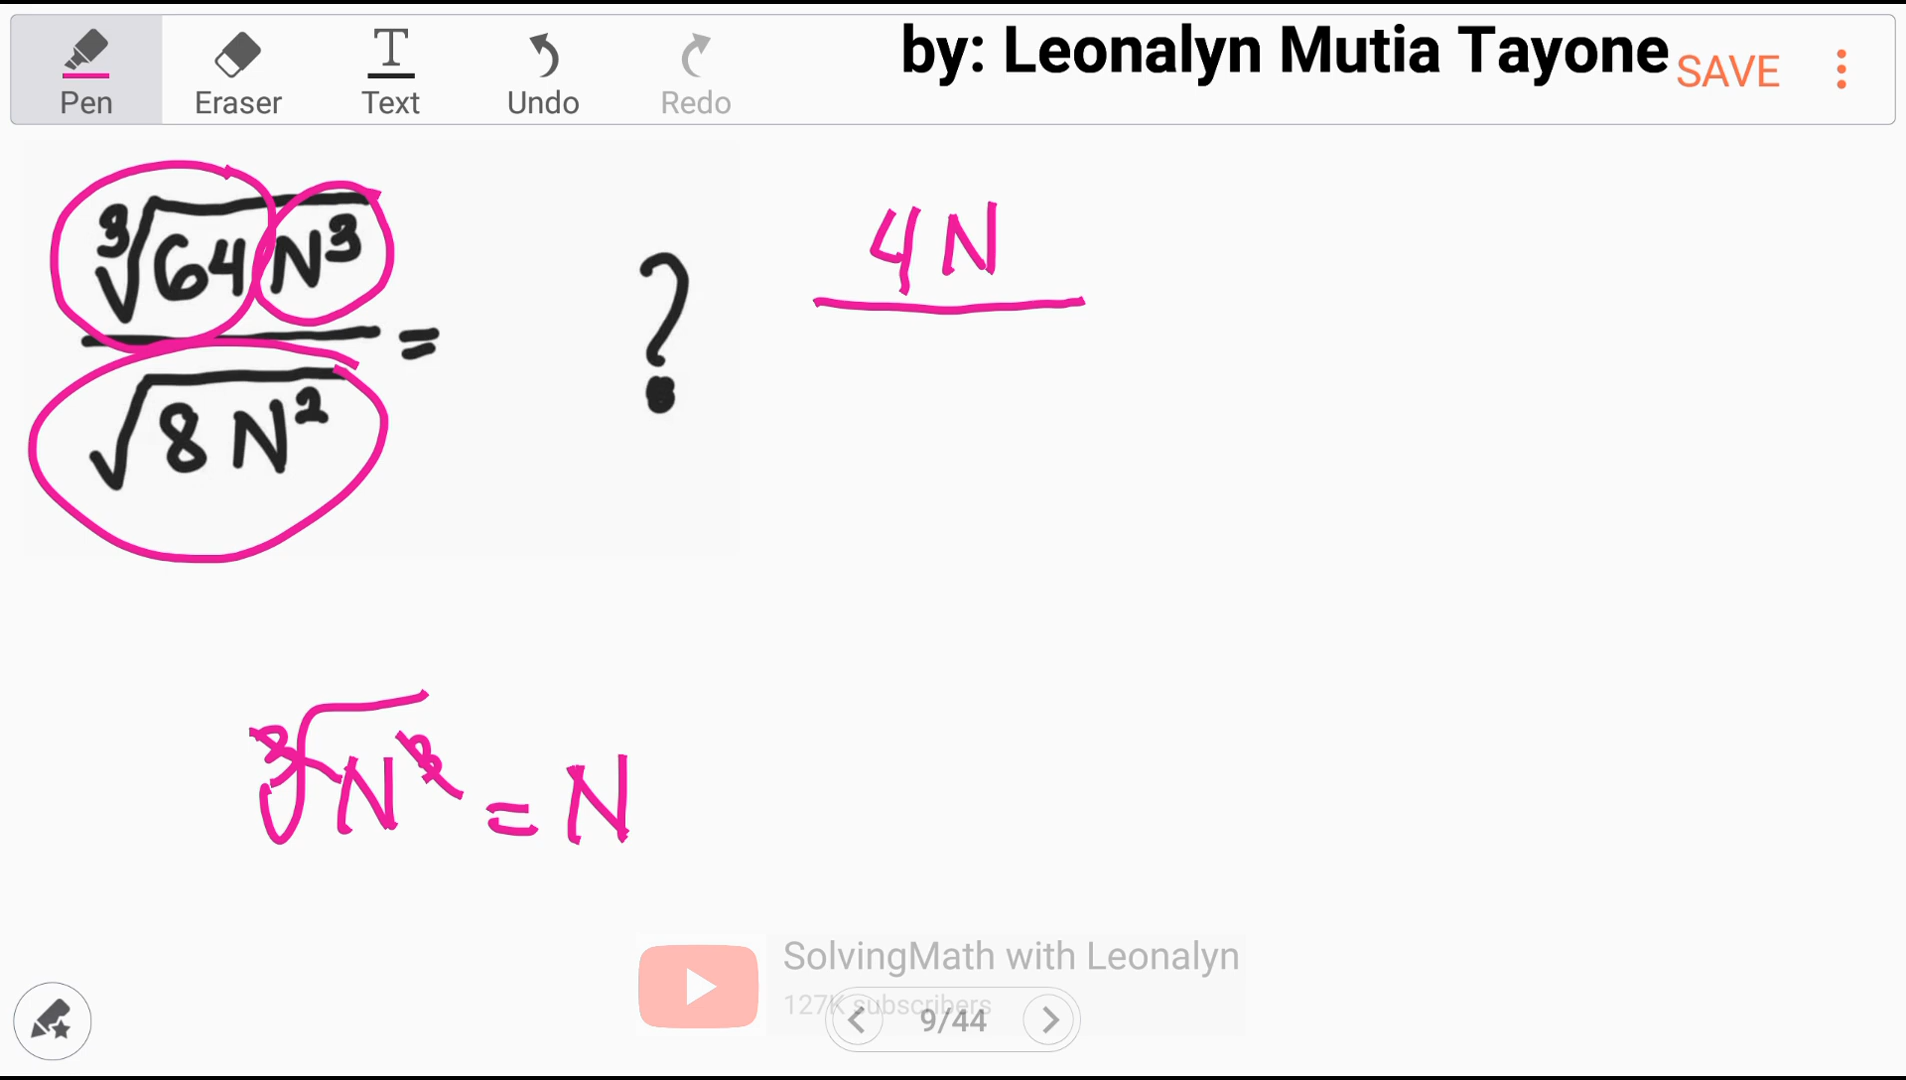 by: Leonalyn Mutia Tayone
SAVE
Pen Eraser Text Undo Redo
∛64N³
√8N²
=
?
4N
∛N³ = N
SolvingMath with Leonalyn
127K subscribers
9/44